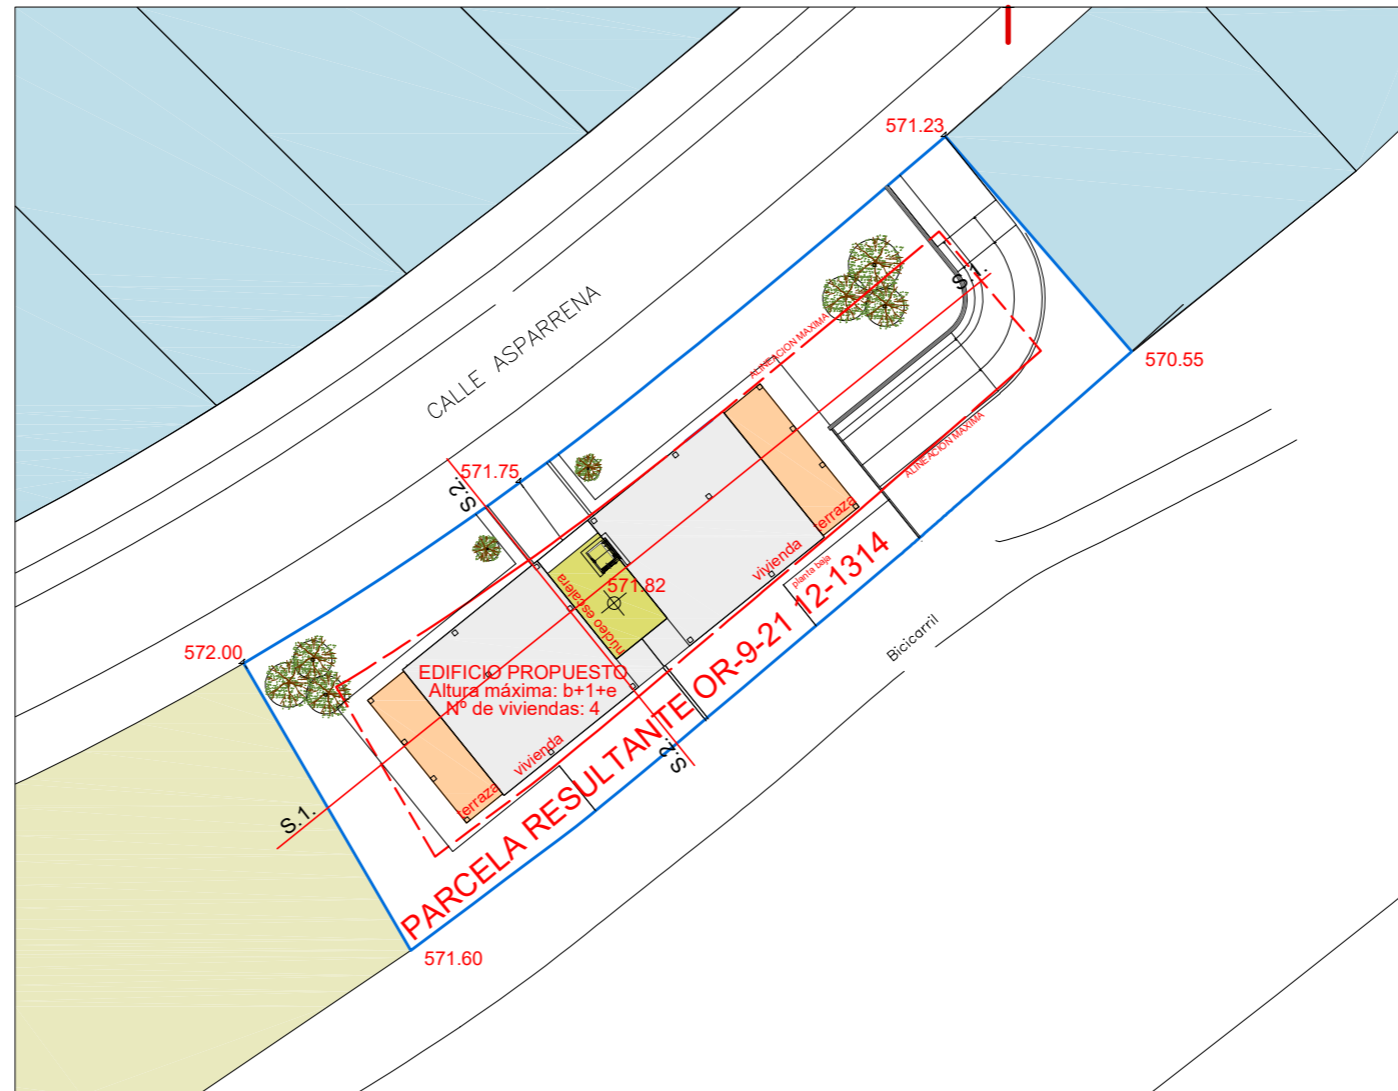 571.23
CALLE ASPARRENA
S.1.
ALINEACION MAXIMA
570.55
ALINEACION MAXIMA
571.75
S.2.
terraza
vivienda
planta baja
571.82
núcleo escalera
Bicicarril
572.00
EDIFICIO PROPUESTO
Altura máxima: b+1+e
Nº de viviendas: 4
vivienda
terraza
S.2.
S.1.
PARCELA RESULTANTE OR-9-21 12-1314
571.60